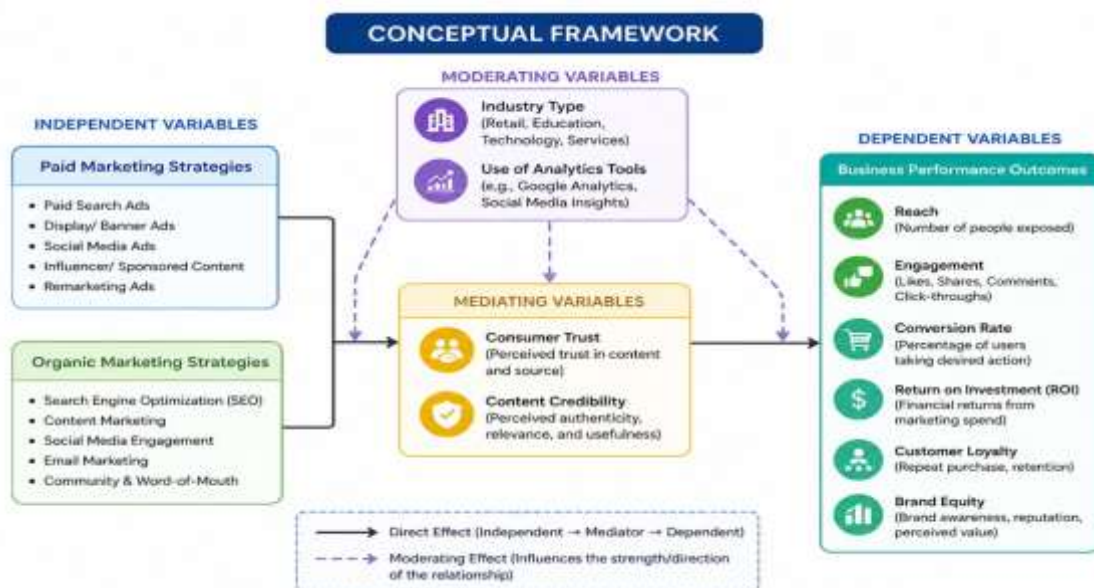 CONCEPTUAL FRAMEWORK
MODERATING VARIABLES
Industry Type
(Retail, Education,
Technology, Services)
Use of Analytics Tools
(e.g., Google Analytics,
Social Media Insights)
INDEPENDENT VARIABLES
Paid Marketing Strategies
• Paid Search Ads
• Display/ Banner Ads
• Social Media Ads
• Influencer/ Sponsored Content
• Remarketing Ads
Organic Marketing Strategies
• Search Engine Optimization (SEO)
• Content Marketing
• Social Media Engagement
• Email Marketing
• Community & Word-of-Mouth
MEDIATING VARIABLES
Consumer Trust
(Perceived trust in content
and source)
Content Credibility
(Perceived authenticity,
relevance, and usefulness)
DEPENDENT VARIABLES
Business Performance Outcomes
Reach
(Number of people exposed)
Engagement
(Likes, Shares, Comments,
Click-throughs)
Conversion Rate
(Percentage of users
taking desired action)
$
Return on Investment (ROI)
(Financial returns from
marketing spend)
Customer Loyalty
(Repeat purchase, retention)
Brand Equity
(Brand awareness, reputation,
perceived value)
Direct Effect (Independent → Mediator → Dependent)
Moderating Effect (Influences the strength/direction
of the relationship)